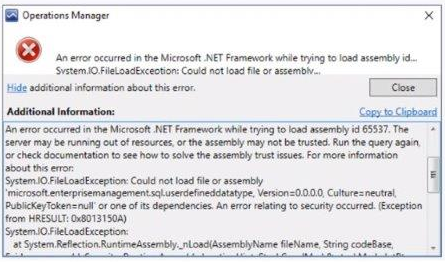 Operations Manager
An error occurred in the Microsoft .NET Framework while trying to load assembly id...
System.IO.FileLoadException: Could not load file or assembly...
Hide additional information about this error.
Close
Additional Information:
Copy to Clipboard
An error occurred in the Microsoft .NET Framework while trying to load assembly id 65537. The
server may be running out of resources, or the assembly may not be trusted. Run the query again,
or check documentation to see how to solve the assembly trust issues. For more information
about this error:
System.IO.FileLoadException: Could not load file or assembly
'microsoft.enterprisemanagement.sql.userdefineddatatype, Version=0.0.0.0, Culture=neutral,
PublicKeyToken=null' or one of its dependencies. An error relating to security occurred. (Exception
from HRESULT: 0x8013150A)
System.IO.FileLoadException:
at System.Reflection.RuntimeAssembly._nLoad(AssemblyName fileName, String codeBase,